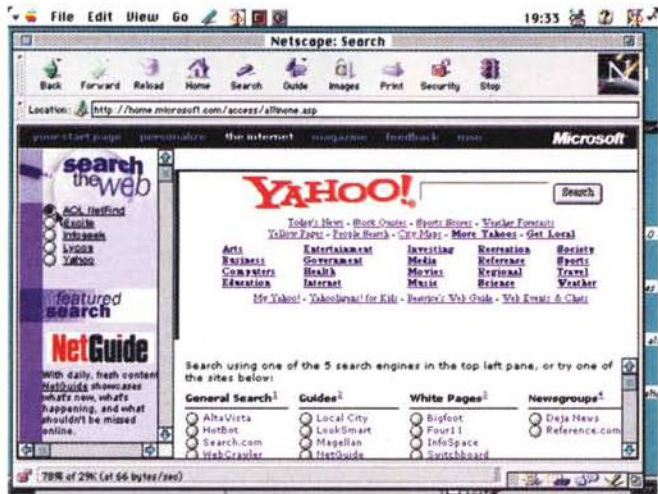 File Edit View Go 19:33
Netscape: Search
Back Forward Reload Home Search Guide Images Print Security Stop N
Location: http://home.microsoft.com/access/allinone.asp
your start page personalize the internet magazine feedback msn Microsoft
search
the web
AOL NetFind
Excite
Infoseek
Lycos
Yahoo
featured
search
NetGuide
With daily, fresh content
NetGuide showcases
what's new, what's
happening, and what
shouldn't be missed
online.
YAHOO! Search
Today's News - Stock Quotes - Sports Scores - Weather Forecasts
Yellow Pages - People Search - City Maps - More Yahoos - Get Local
Arts Entertainment Investing Recreation Society
Business Government Media Reference Sports
Computers Health Movies Regional Travel
Education Internet Music Science Weather
My Yahoo! - Yahooligans! for Kids - Beatrice's Web Guide - Web Events & Chats
Search using one of the 5 search engines in the top left pane, or try one of
the sites below:
General Search1 Guides2 White Pages3 Newsgroups4
AltaVista Local City Bigfoot Deja News
HotBot LookSmart Four11 Reference.com
Search.com Magellan InfoSpace
WebCrawler NetGuide Switchboard
78% of 29K (at 66 bytes/sec)